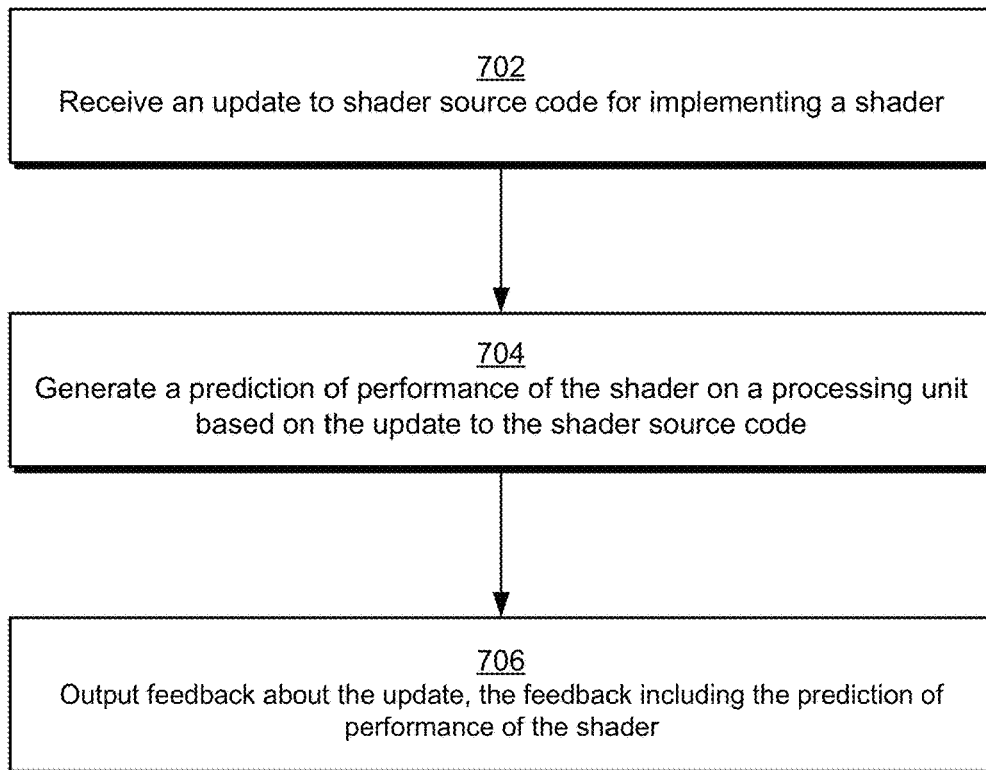 702
Receive an update to shader source code for implementing a shader
704
Generate a prediction of performance of the shader on a processing unit
based on the update to the shader source code
706
Output feedback about the update, the feedback including the prediction of
performance of the shader